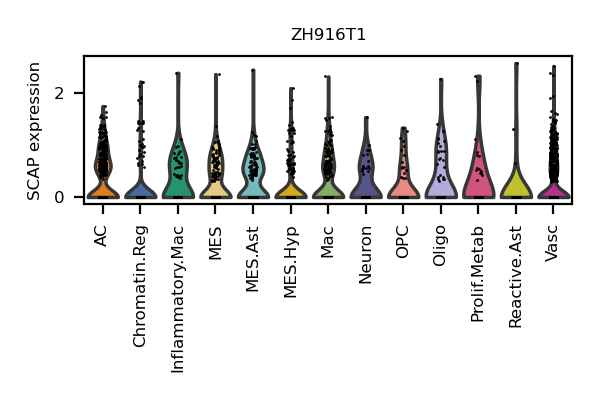 ZH916T1
SCAP expression
2
0
AC
Chromatin.Reg
Inflammatory.Mac
MES
MES.Ast
MES.Hyp
Mac
Neuron
OPC
Oligo
Prolif.Metab
Reactive.Ast
Vasc